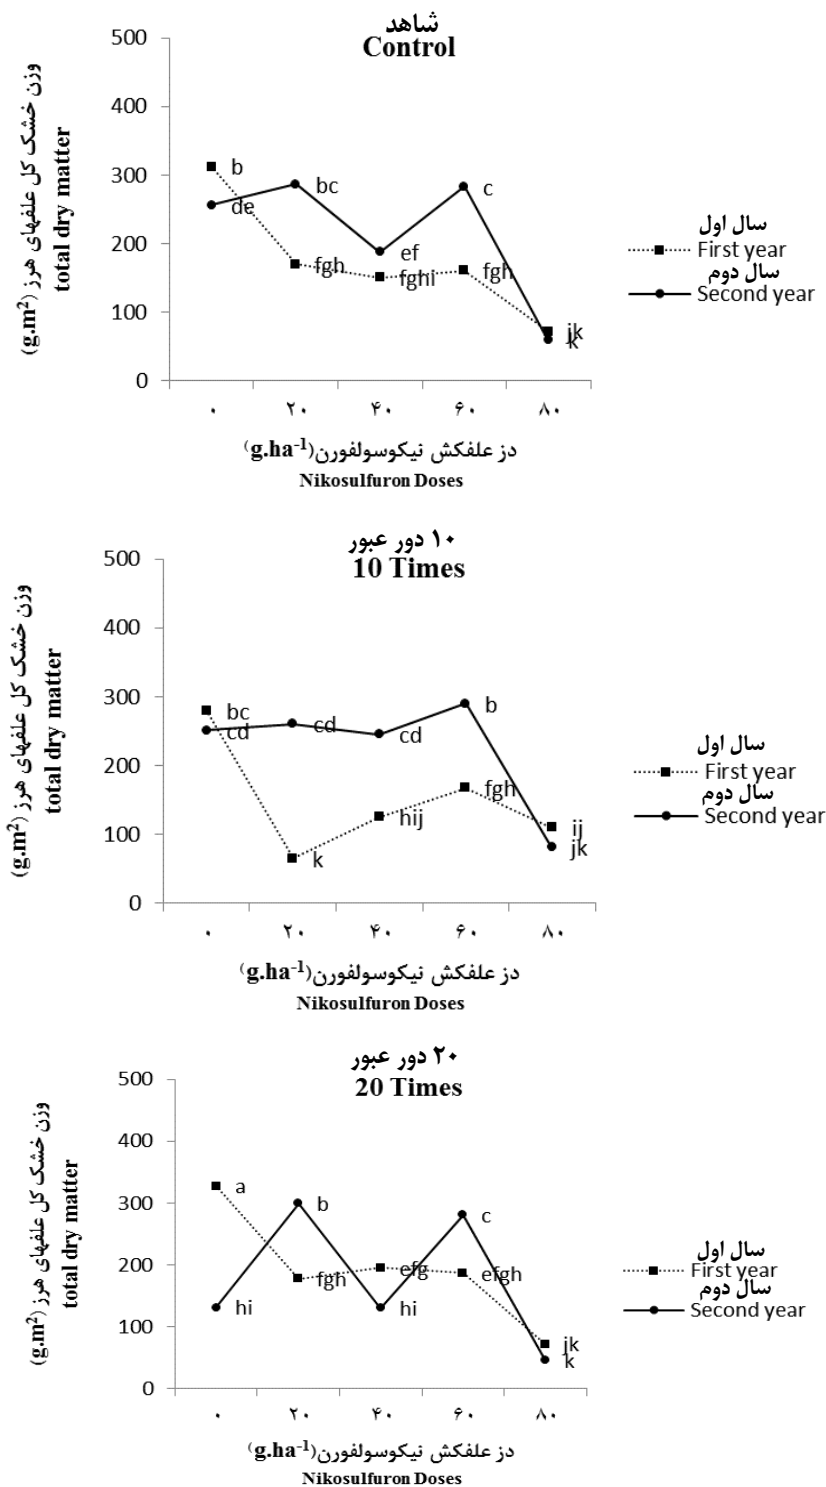 شاهد
Control
500
400
300
200
100
0
وزن خشک کل علفهای هرز (g.m²)
total dry matter
b
bc
c
de
ef
fgh
fghi
fgh
jk
k
سال اول
First year
سال دوم
Second year
۰ ۲۰ ۴۰ ۶۰ ۸۰
دز علفکش نیکوسولفورن(g.ha⁻¹)
Nikosulfuron Doses
۱۰ دور عبور
10 Times
500
400
300
200
100
0
وزن خشک کل علفهای هرز (g.m²)
total dry matter
bc
cd
cd
cd
b
fgh
hij
k
ij
jk
سال اول
First year
سال دوم
Second year
۰ ۲۰ ۴۰ ۶۰ ۸۰
دز علفکش نیکوسولفورن(g.ha⁻¹)
Nikosulfuron Doses
۲۰ دور عبور
20 Times
500
400
300
200
100
0
وزن خشک کل علفهای هرز (g.m²)
total dry matter
a
b
c
fgh
efg
efgh
hi
hi
jk
k
سال اول
First year
سال دوم
Second year
۰ ۲۰ ۴۰ ۶۰ ۸۰
دز علفکش نیکوسولفورن(g.ha⁻¹)
Nikosulfuron Doses